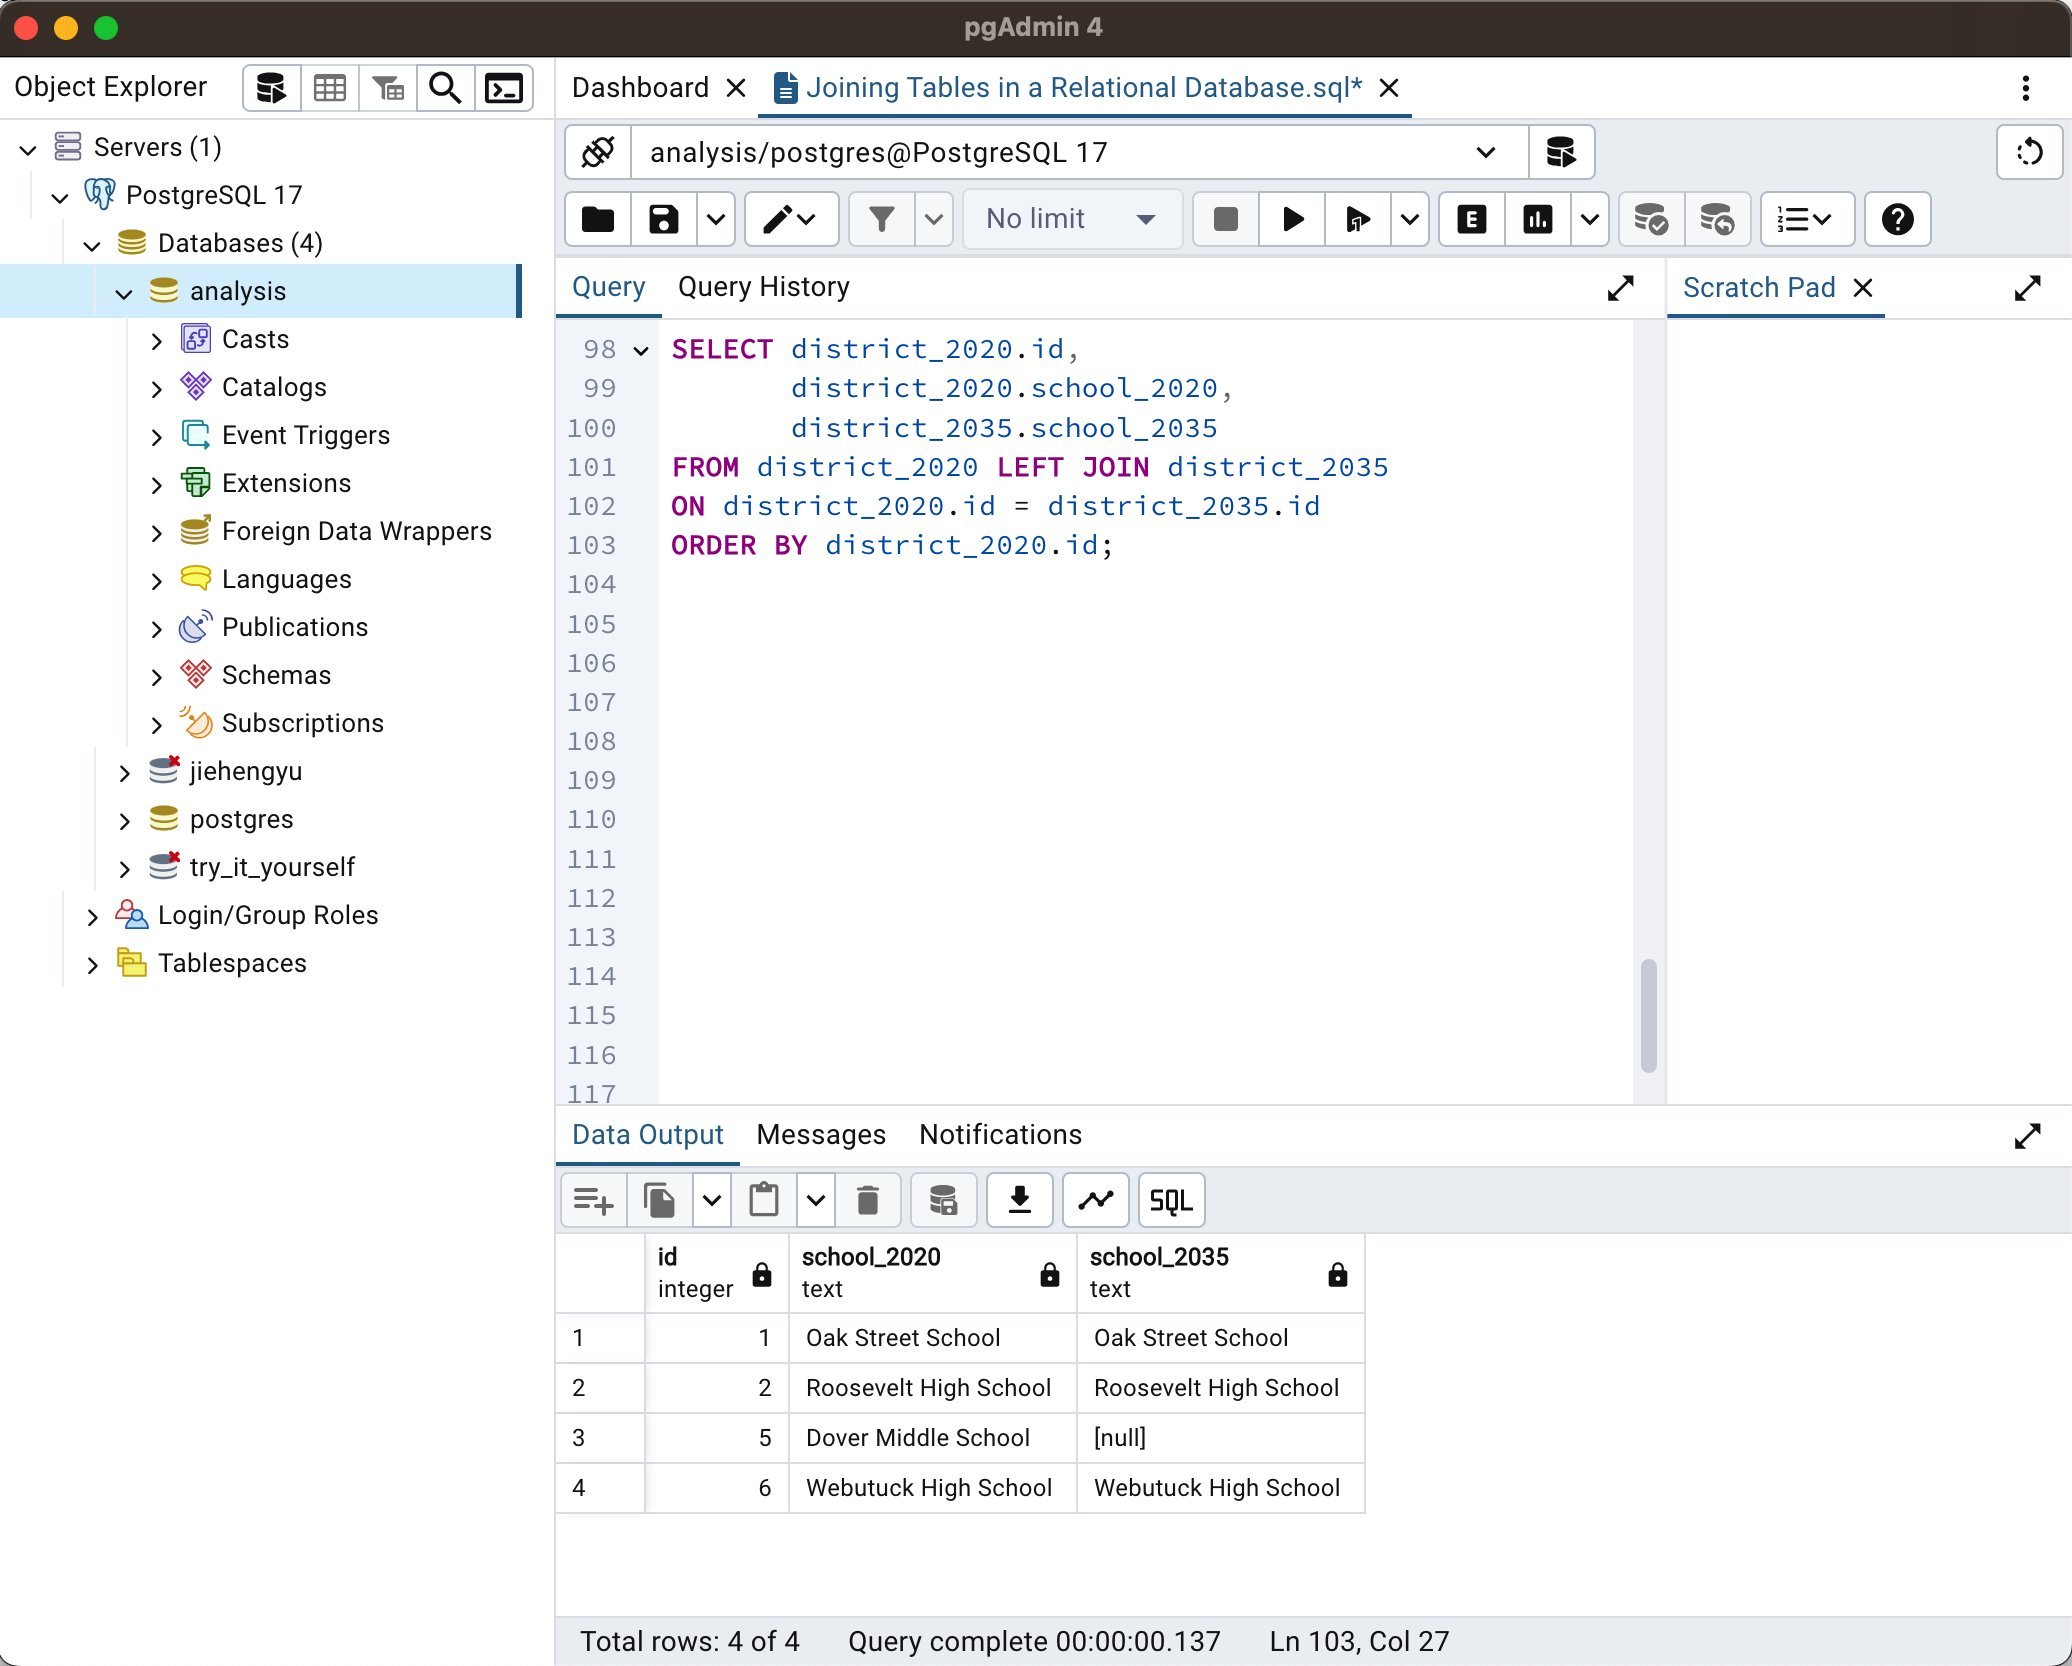 pgAdmin 4
Object Explorer
Servers (1)
PostgreSQL 17
Databases (4)
analysis
Casts
Catalogs
Event Triggers
Extensions
Foreign Data Wrappers
Languages
Publications
Schemas
Subscriptions
jiehengyu
postgres
try_it_yourself
Login/Group Roles
Tablespaces
Dashboard
Joining Tables in a Relational Database.sql*
analysis/postgres@PostgreSQL 17
No limit
E
Query Query History
Scratch Pad
98 SELECT district_2020.id,
99 district_2020.school_2020,
100 district_2035.school_2035
101 FROM district_2020 LEFT JOIN district_2035
102 ON district_2020.id = district_2035.id
103 ORDER BY district_2020.id;
104
105
106
107
108
109
110
111
112
113
114
115
116
117
Data Output Messages Notifications
SQL
id school_2020 school_2035
integer text text
1 1 Oak Street School Oak Street School
2 2 Roosevelt High School Roosevelt High School
3 5 Dover Middle School [null]
4 6 Webutuck High School Webutuck High School
Total rows: 4 of 4 Query complete 00:00:00.137 Ln 103, Col 27